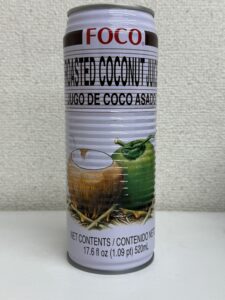 FOCO
ROASTED COCONUT JUICE
JUGO DE COCO ASADO
NET CONTENTS / CONTENIDO NET
17.6 fl oz (1.09 pt) 520mL